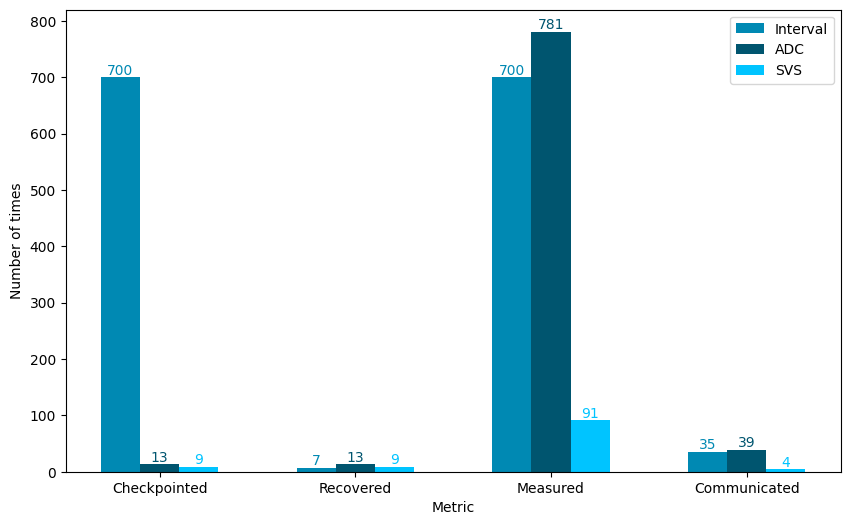 800
700
600
500
400
300
200
100
0
Number of times
700
13
9
7
13
9
700
781
91
35
39
4
Interval
ADC
SVS
Checkpointed
Recovered
Measured
Communicated
Metric